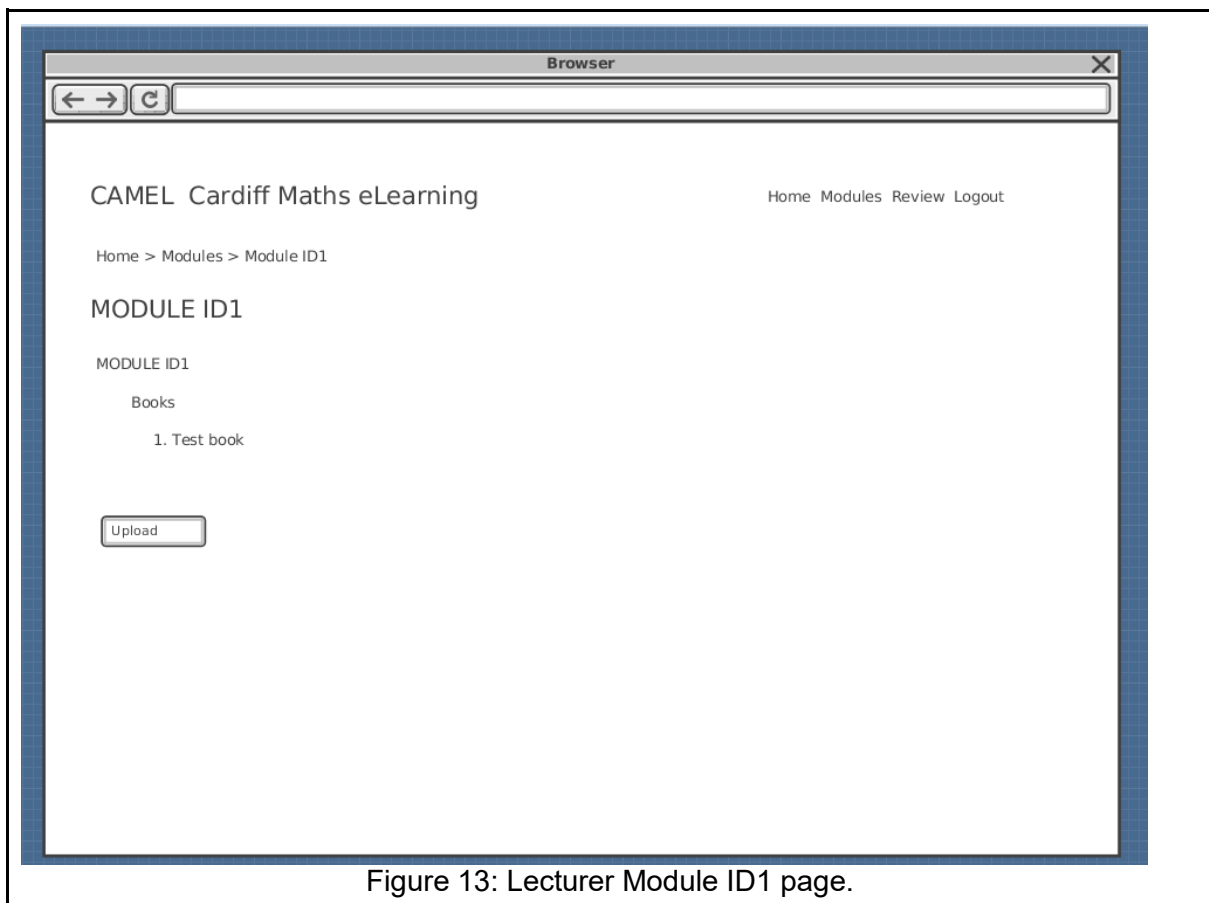 Browser
CAMEL Cardiff Maths eLearning
Home Modules Review Logout
Home > Modules > Module ID1
MODULE ID1
MODULE ID1
Books
1. Test book
Upload
Figure 13: Lecturer Module ID1 page.